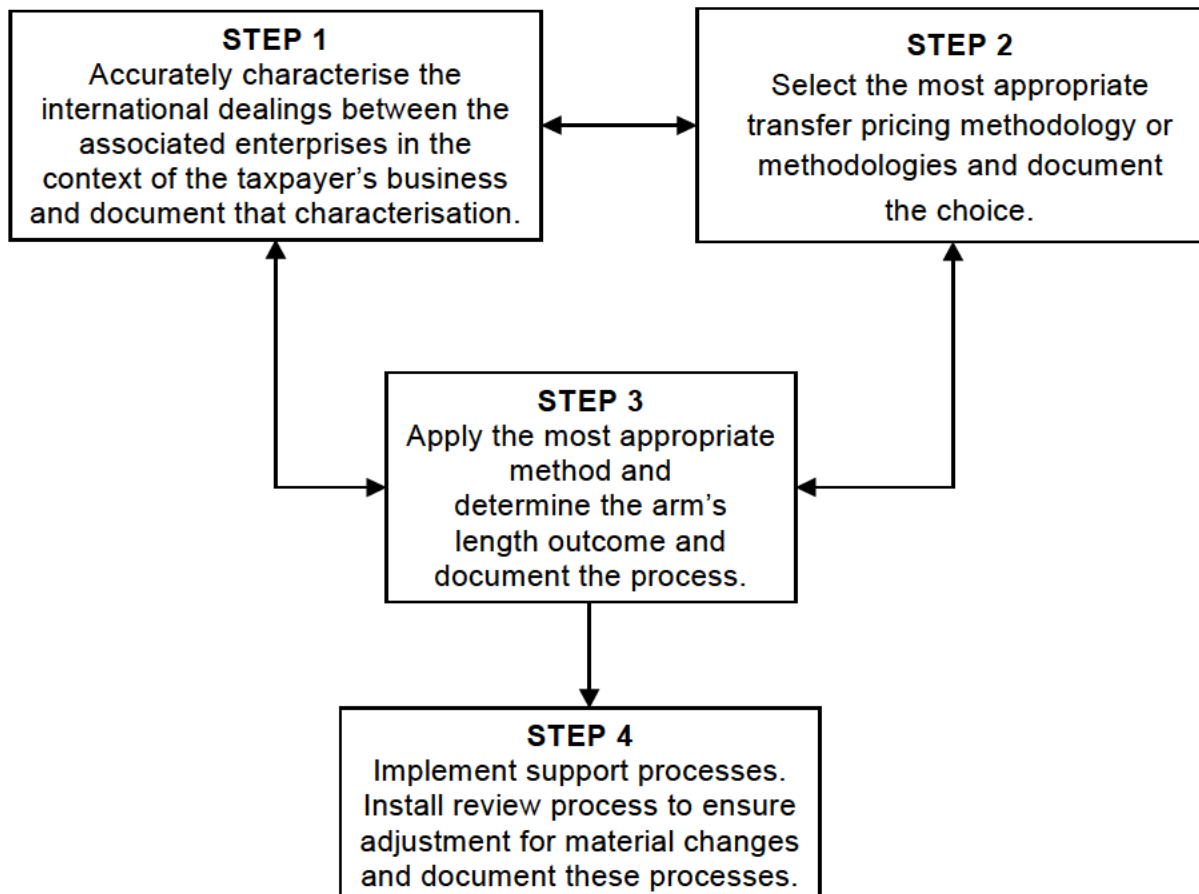 STEP 1
Accurately characterise the
international dealings between the
associated enterprises in the
context of the taxpayer’s business
and document that characterisation.
STEP 2
Select the most appropriate
transfer pricing methodology or
methodologies and document
the choice.
STEP 3
Apply the most appropriate
method and
determine the arm’s
length outcome and
document the process.
STEP 4
Implement support processes.
Install review process to ensure
adjustment for material changes
and document these processes.